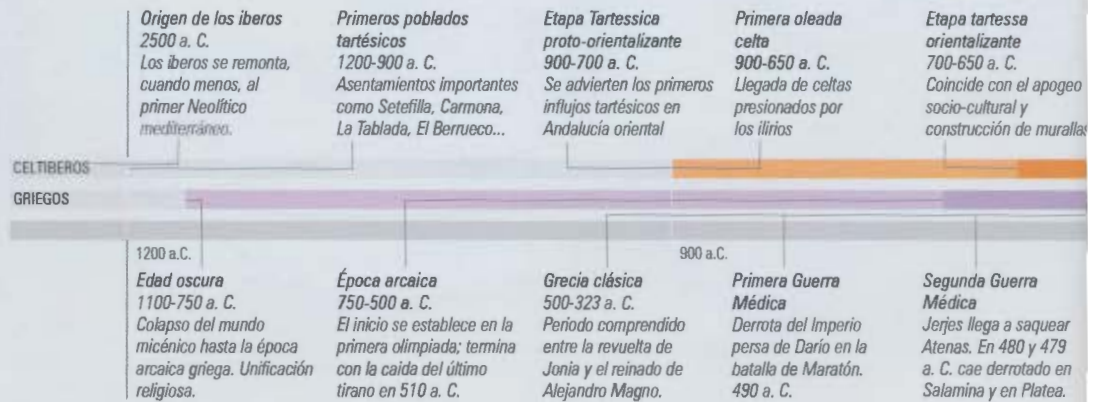 Origen de los iberos
2500 a. C.
Los iberos se remonta,
cuando menos, al
primer Neolítico
mediterráneo.
Primeros poblados
tartésicos
1200-900 a. C.
Asentamientos importantes
como Setefilla, Carmona,
La Tablada, El Berrueco...
Etapa Tartessica
proto-orientalizante
900-700 a. C.
Se advierten los primeros
influjos tartésicos en
Andalucía oriental
Primera oleada
celta
900-650 a. C.
Llegada de celtas
presionados por
los ilirios
Etapa tartessa
orientalizante
700-650 a. C.
Coincide con el apogeo
socio-cultural y
construcción de murallas
CELTIBEROS
GRIEGOS
1200 a.C.
900 a.C.
Edad oscura
1100-750 a. C.
Colapso del mundo
micénico hasta la época
arcaica griega. Unificación
religiosa.
Época arcaica
750-500 a. C.
El inicio se establece en la
primera olimpiada; termina
con la caida del último
tirano en 510 a. C.
Grecia clásica
500-323 a. C.
Periodo comprendido
entre la revuelta de
Jonia y el reinado de
Alejandro Magno.
Primera Guerra
Médica
Derrota del Imperio
persa de Darío en la
batalla de Maratón.
490 a. C.
Segunda Guerra
Médica
Jerjes llega a saquear
Atenas. En 480 y 479
a. C. cae derrotado en
Salamina y en Platea.